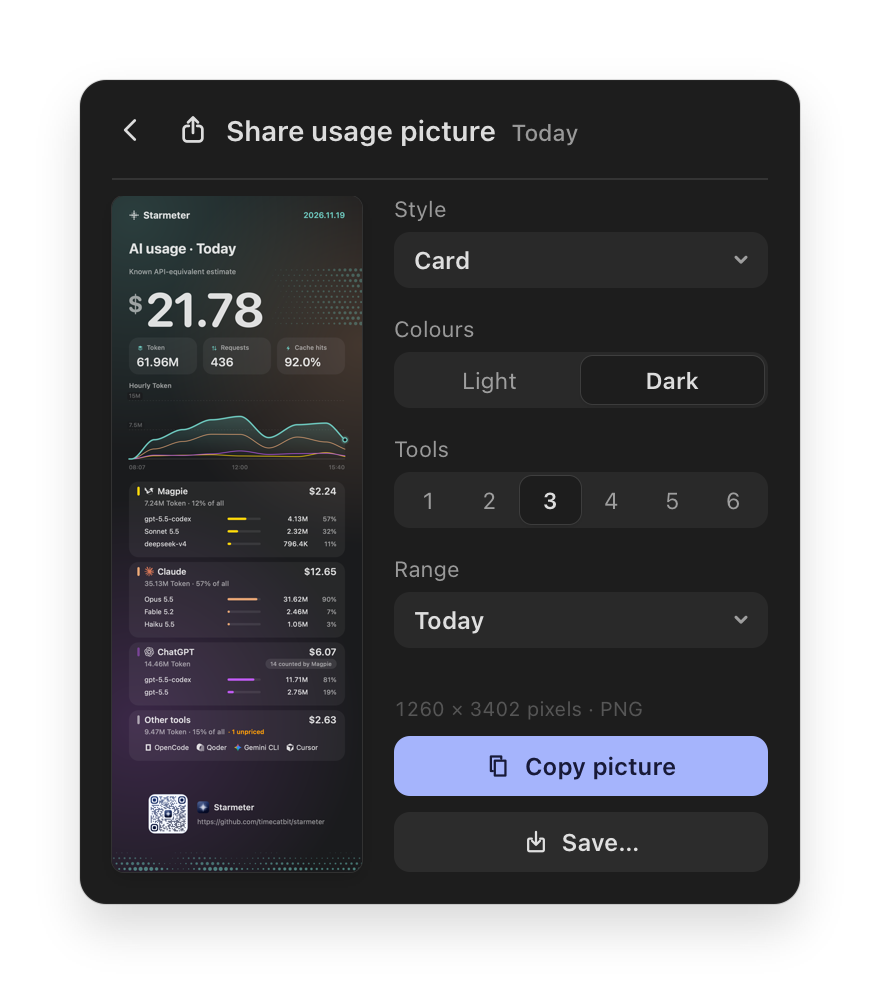 Share usage picture Today
Starmeter 2026.11.19
AI usage · Today
Known API-equivalent estimate
$21.78
Token Requests Cache hits
61.96M 436 92.0%
Hourly Token
15M
7.5M
08:07 12:00 16:40
Magpie $2.24
7.24M Token · 12% of all
gpt-5.5-codex 4.13M 57%
Sonnet 5.5 2.32M 32%
deepseek-v4 796.4K 11%
Claude $12.65
35.13M Token · 57% of all
Opus 5.5 31.62M 90%
Fable 5.2 2.46M 7%
Haiku 5.5 1.05M 3%
ChatGPT $6.07
14.46M Token 14 counted by Magpie
gpt-5.5-codex 11.71M 81%
gpt-5.5 2.75M 19%
Other tools $2.63
9.47M Token · 15% of all · 1 unpriced
OpenCode Qoder Gemini CLI Cursor
Starmeter
https://github.com/timecatbit/starmeter
Style
Card
Colours
Light Dark
Tools
1 2 3 4 5 6
Range
Today
1260 × 3402 pixels · PNG
Copy picture
Save...